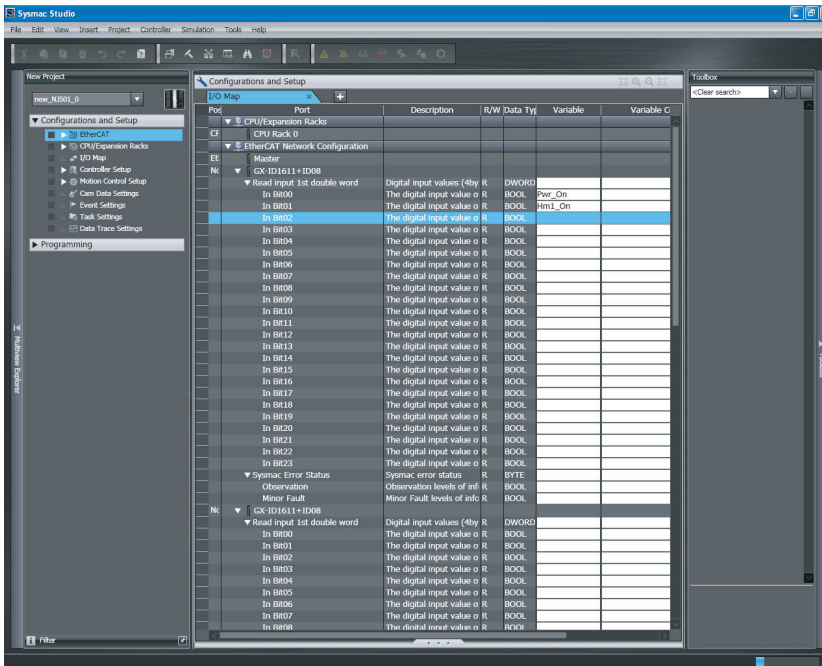 Sysmac Studio
File Edit View Insert Project Controller Simulation Tools Help
New Project
new_NJ501_0
Configurations and Setup
EtherCAT
CPU/Expansion Racks
I/O Map
Controller Setup
Motion Control Setup
Cam Data Settings
Event Settings
Task Settings
Data Trace Settings
Programming
Filter
Multiview Explorer
Configurations and Setup
I/O Map
Pos Port Description R/W Data Typ Variable Variable C
CPU/Expansion Racks
CP CPU Rack 0
EtherCAT Network Configuration
Et Master
Nc GX-ID1611+ID08
Read input 1st double word Digital input values (4by R DWORD
In Bit00 The digital input value o R BOOL Pwr_On
In Bit01 The digital input value o R BOOL Hm1_On
In Bit02 The digital input value o R BOOL
In Bit03 The digital input value o R BOOL
In Bit04 The digital input value o R BOOL
In Bit05 The digital input value o R BOOL
In Bit06 The digital input value o R BOOL
In Bit07 The digital input value o R BOOL
In Bit08 The digital input value o R BOOL
In Bit09 The digital input value o R BOOL
In Bit10 The digital input value o R BOOL
In Bit11 The digital input value o R BOOL
In Bit12 The digital input value o R BOOL
In Bit13 The digital input value o R BOOL
In Bit14 The digital input value o R BOOL
In Bit15 The digital input value o R BOOL
In Bit16 The digital input value o R BOOL
In Bit17 The digital input value o R BOOL
In Bit18 The digital input value o R BOOL
In Bit19 The digital input value o R BOOL
In Bit20 The digital input value o R BOOL
In Bit21 The digital input value o R BOOL
In Bit22 The digital input value o R BOOL
In Bit23 The digital input value o R BOOL
Sysmac Error Status Sysmac error status R BYTE
Observation Observation levels of inf R BOOL
Minor Fault Minor Fault levels of info R BOOL
Nc GX-ID1611+ID08
Read input 1st double word Digital input values (4by R DWORD
In Bit00 The digital input value o R BOOL
In Bit01 The digital input value o R BOOL
In Bit02 The digital input value o R BOOL
In Bit03 The digital input value o R BOOL
In Bit04 The digital input value o R BOOL
In Bit05 The digital input value o R BOOL
In Bit06 The digital input value o R BOOL
In Bit07 The digital input value o R BOOL
In Bit08 The digital input value o R BOOL
Toolbox
<Clear search>
Toolbox